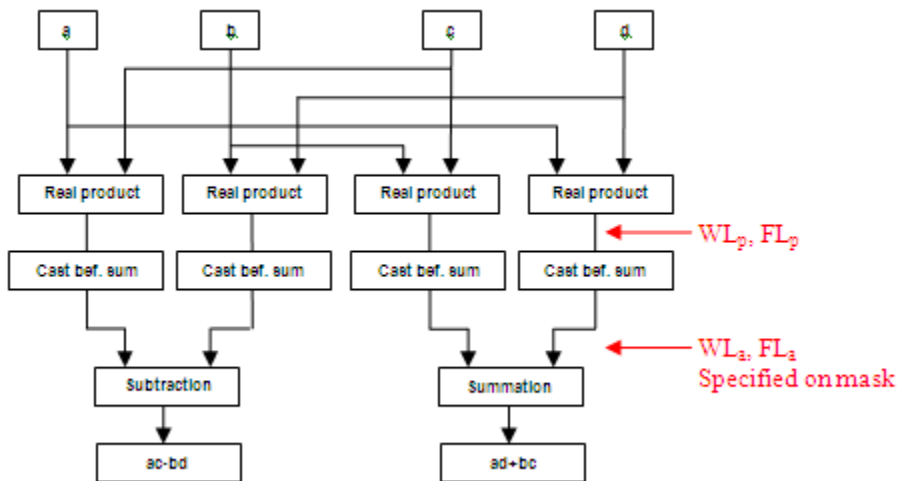 a b c d
Real product Real product Real product Real product
WLp, FLp
Cast bef. sum Cast bef. sum Cast bef. sum Cast bef. sum
WLa, FLa
Specified on mask
Subtraction Summation
ac-bd ad+bc